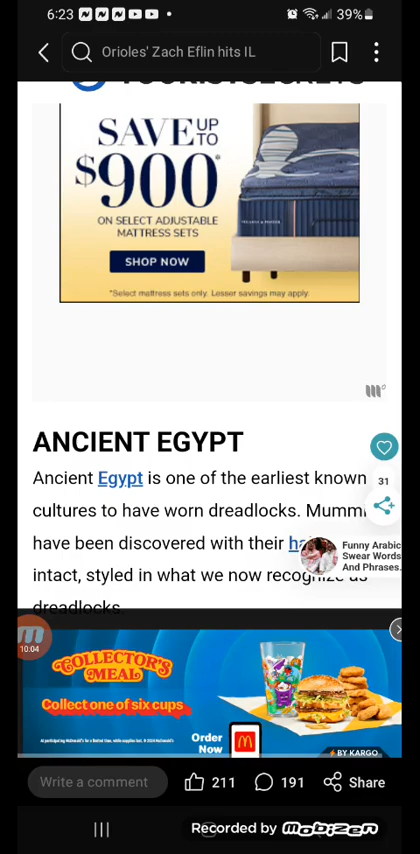 6:23
39%
Orioles' Zach Eflin hits IL
SAVE UP TO
$900*
ON SELECT ADJUSTABLE
MATTRESS SETS
SHOP NOW
*Select mattress sets only. Lesser savings may apply.
ANCIENT EGYPT
Ancient Egypt is one of the earliest known
31
cultures to have worn dreadlocks.
have been discovered with their
Funny Arabic
Swear Words
And Phrases.
intact, styled in what we now recognize as
dreadlocks.
10:04
COLLECTOR'S
MEAL
Collect one of six cups
Order
Now
BY KARGO
Write a comment
211
191
Share
Recorded by mobizen